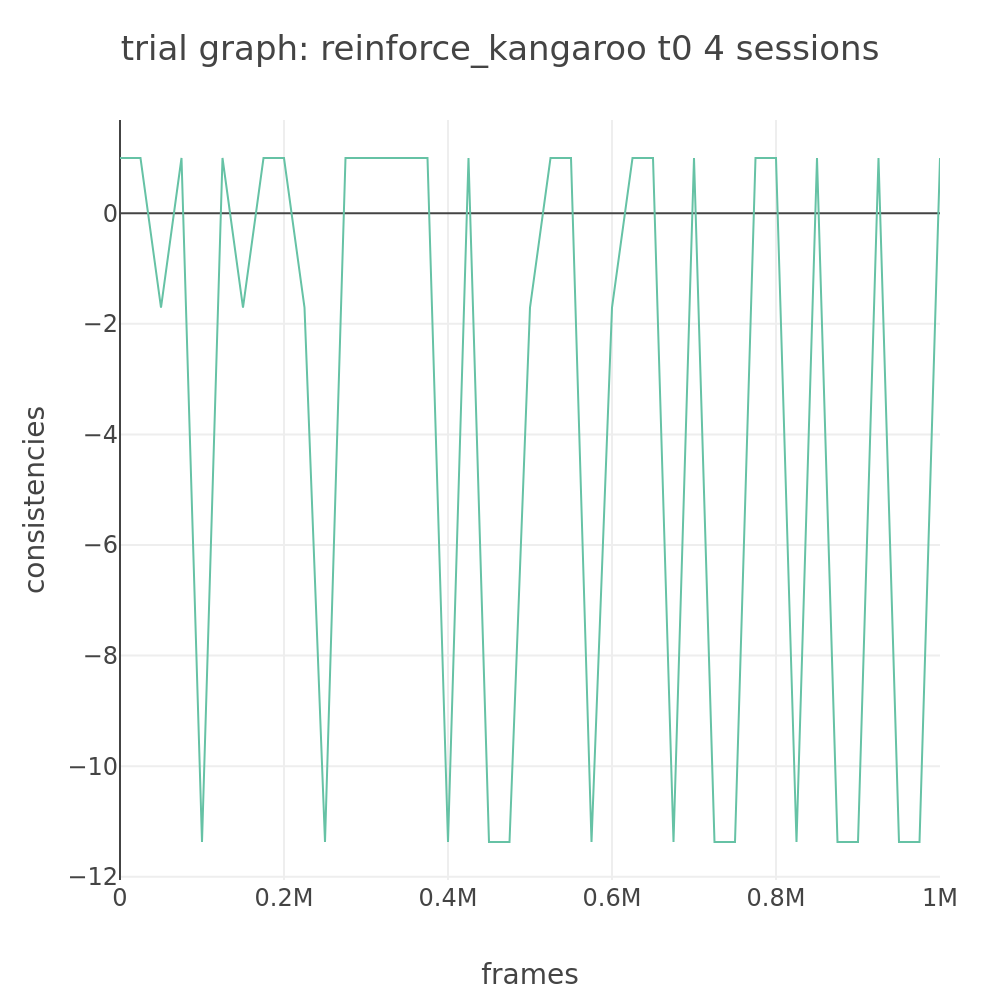 trial graph: reinforce_kangaroo t0 4 sessions
consistencies
0
−2
−4
−6
−8
−10
−12
0 0.2M 0.4M 0.6M 0.8M 1M
frames